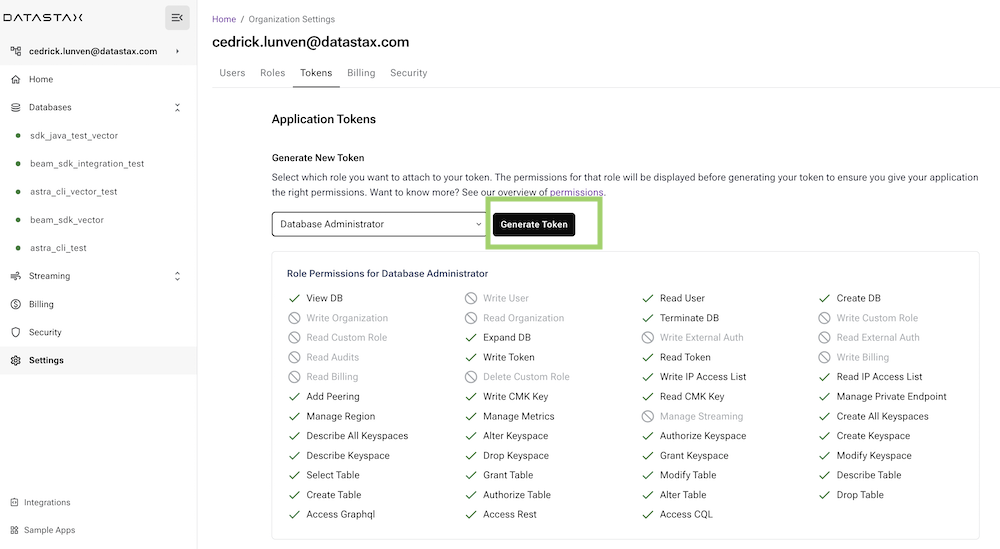 DATASTAX
cedrick.lunven@datastax.com
Home
Databases
sdk_java_test_vector
beam_sdk_integration_test
astra_cli_vector_test
beam_sdk_vector
astra_cli_test
Streaming
Billing
Security
Settings
Integrations
Sample Apps
Home / Organization Settings
cedrick.lunven@datastax.com
Users Roles Tokens Billing Security
Application Tokens
Generate New Token
Select which role you want to attach to your token. The permissions for that role will be displayed before generating your token to ensure you give your application
the right permissions. Want to know more? See our overview of permissions.
Database Administrator Generate Token
Role Permissions for Database Administrator
View DB Write User Read User Create DB
Write Organization Read Organization Terminate DB Write Custom Role
Read Custom Role Expand DB Write External Auth Read External Auth
Read Audits Write Token Read Token Write Billing
Read Billing Delete Custom Role Write IP Access List Read IP Access List
Add Peering Write CMK Key Read CMK Key Manage Private Endpoint
Manage Region Manage Metrics Manage Streaming Create All Keyspaces
Describe All Keyspaces Alter Keyspace Authorize Keyspace Create Keyspace
Describe Keyspace Drop Keyspace Grant Keyspace Modify Keyspace
Select Table Grant Table Modify Table Describe Table
Create Table Authorize Table Alter Table Drop Table
Access Graphql Access Rest Access CQL